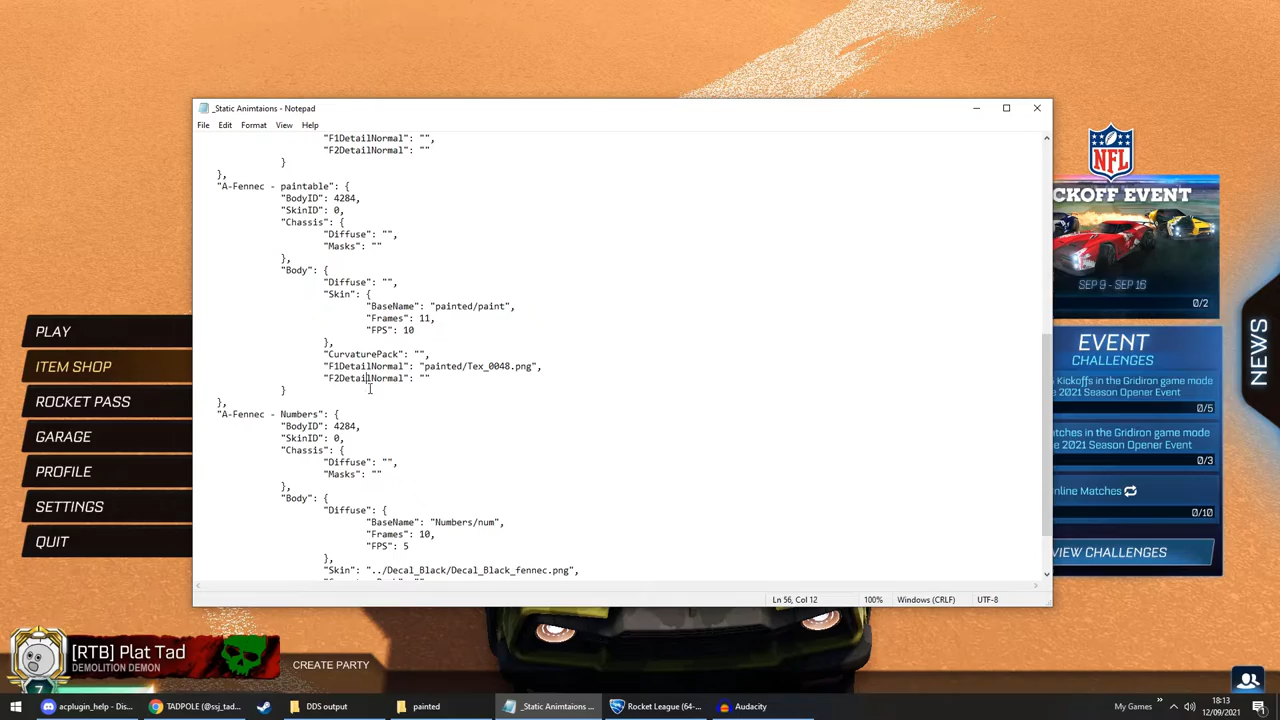 _Static Animtaions - Notepad
File Edit Format View Help
"F1DetailNormal": "",
"F2DetailNormal": ""
}
},
"A-Fennec - paintable": {
"BodyID": 4284,
"SkinID": 0,
"Chassis": {
"Diffuse": "",
"Masks": ""
},
"Body": {
"Diffuse": "",
"Skin": {
"BaseName": "painted/paint",
"Frames": 11,
"FPS": 10
},
"CurvaturePack": "",
"F1DetailNormal": "painted/Tex_0048.png",
"F2DetailNormal": ""
}
},
"A-Fennec - Numbers": {
"BodyID": 4284,
"SkinID": 0,
"Chassis": {
"Diffuse": "",
"Masks": ""
},
"Body": {
"Diffuse": {
"BaseName": "Numbers/num",
"Frames": 10,
"FPS": 5
},
"Skin": "../Decal_Black/Decal_Black_fennec.png",
Ln 56, Col 12 100% Windows (CRLF) UTF-8
PLAY
ITEM SHOP
ROCKET PASS
GARAGE
PROFILE
SETTINGS
QUIT
NFL
KOFF EVENT
SEP 9 - SEP 16
0/2
EVENT
CHALLENGES
Kickoffs in the Gridiron game mode
2021 Season Opener Event
0/5
in the Gridiron game mode
2021 Season Opener Event
0/3
Online Matches
0/10
VIEW CHALLENGES
NEWS
[RTB] Plat Tad
DEMOLITION DEMON
7
CREATE PARTY
acplugin_help - Dis...
TADPOLE (@ssj_tad...
DDS output
painted
_Static Animtaions ...
Rocket League (64-...
Audacity
My Games
18:13
12/09/2021